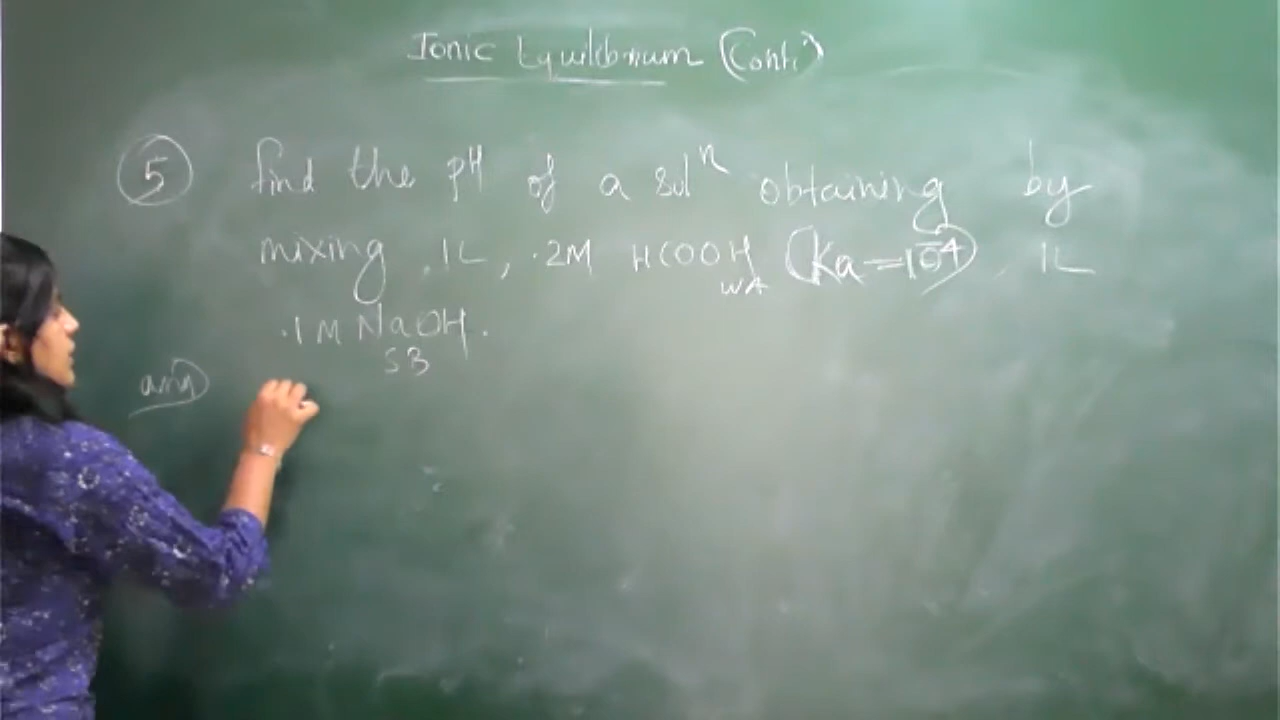 Ionic Equilibrium (Conti)
5 find the pH of a solⁿ obtaining by
mixing 1L, .2M HCOOH (Ka=10⁻⁴), 1L
WA
.1M NaOH.
SB
ans